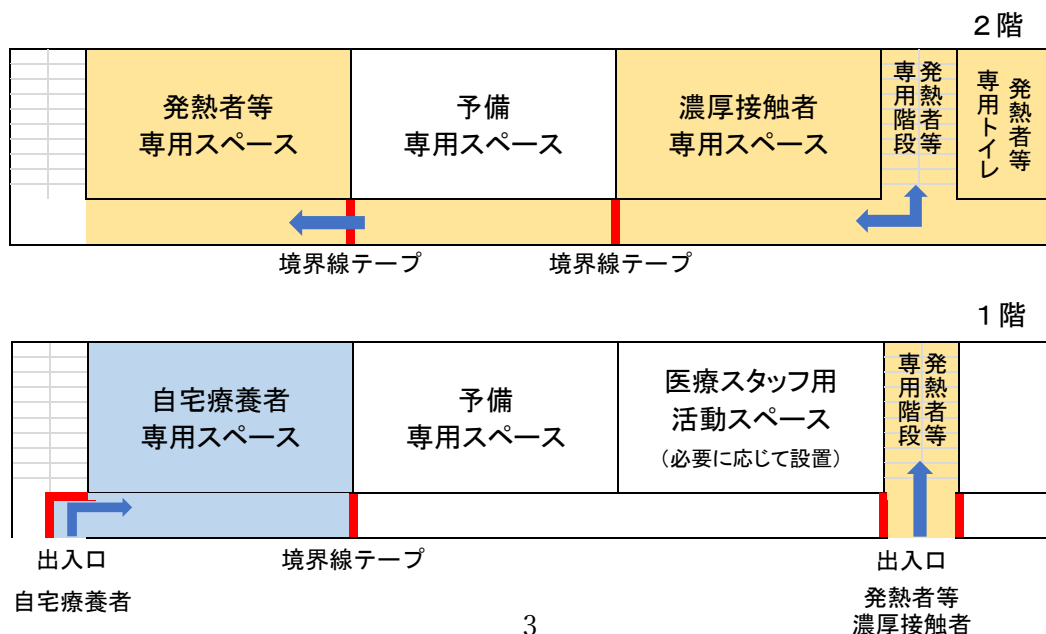 ２階
発熱者等
専用スペース
予備
専用スペース
濃厚接触者
専用スペース
発熱者等
専用階段
発熱者等
専用トイレ
境界線テープ
境界線テープ
１階
自宅療養者
専用スペース
予備
専用スペース
医療スタッフ用
活動スペース
（必要に応じて設置）
発熱者等
専用階段
出入口
境界線テープ
出入口
自宅療養者
発熱者等
濃厚接触者
3